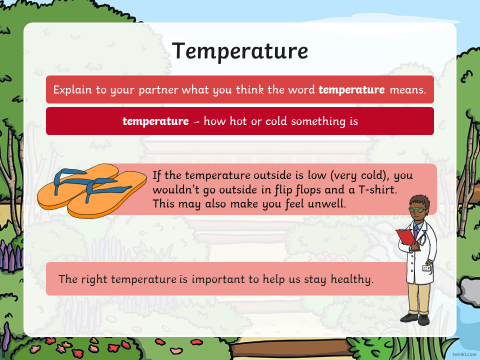 Temperature
Explain to your partner what you think the word temperature means.
temperature – how hot or cold something is
If the temperature outside is low (very cold), you
wouldn't go outside in flip flops and a T-shirt.
This may also make you feel unwell.
The right temperature is important to help us stay healthy.
twinkl.com